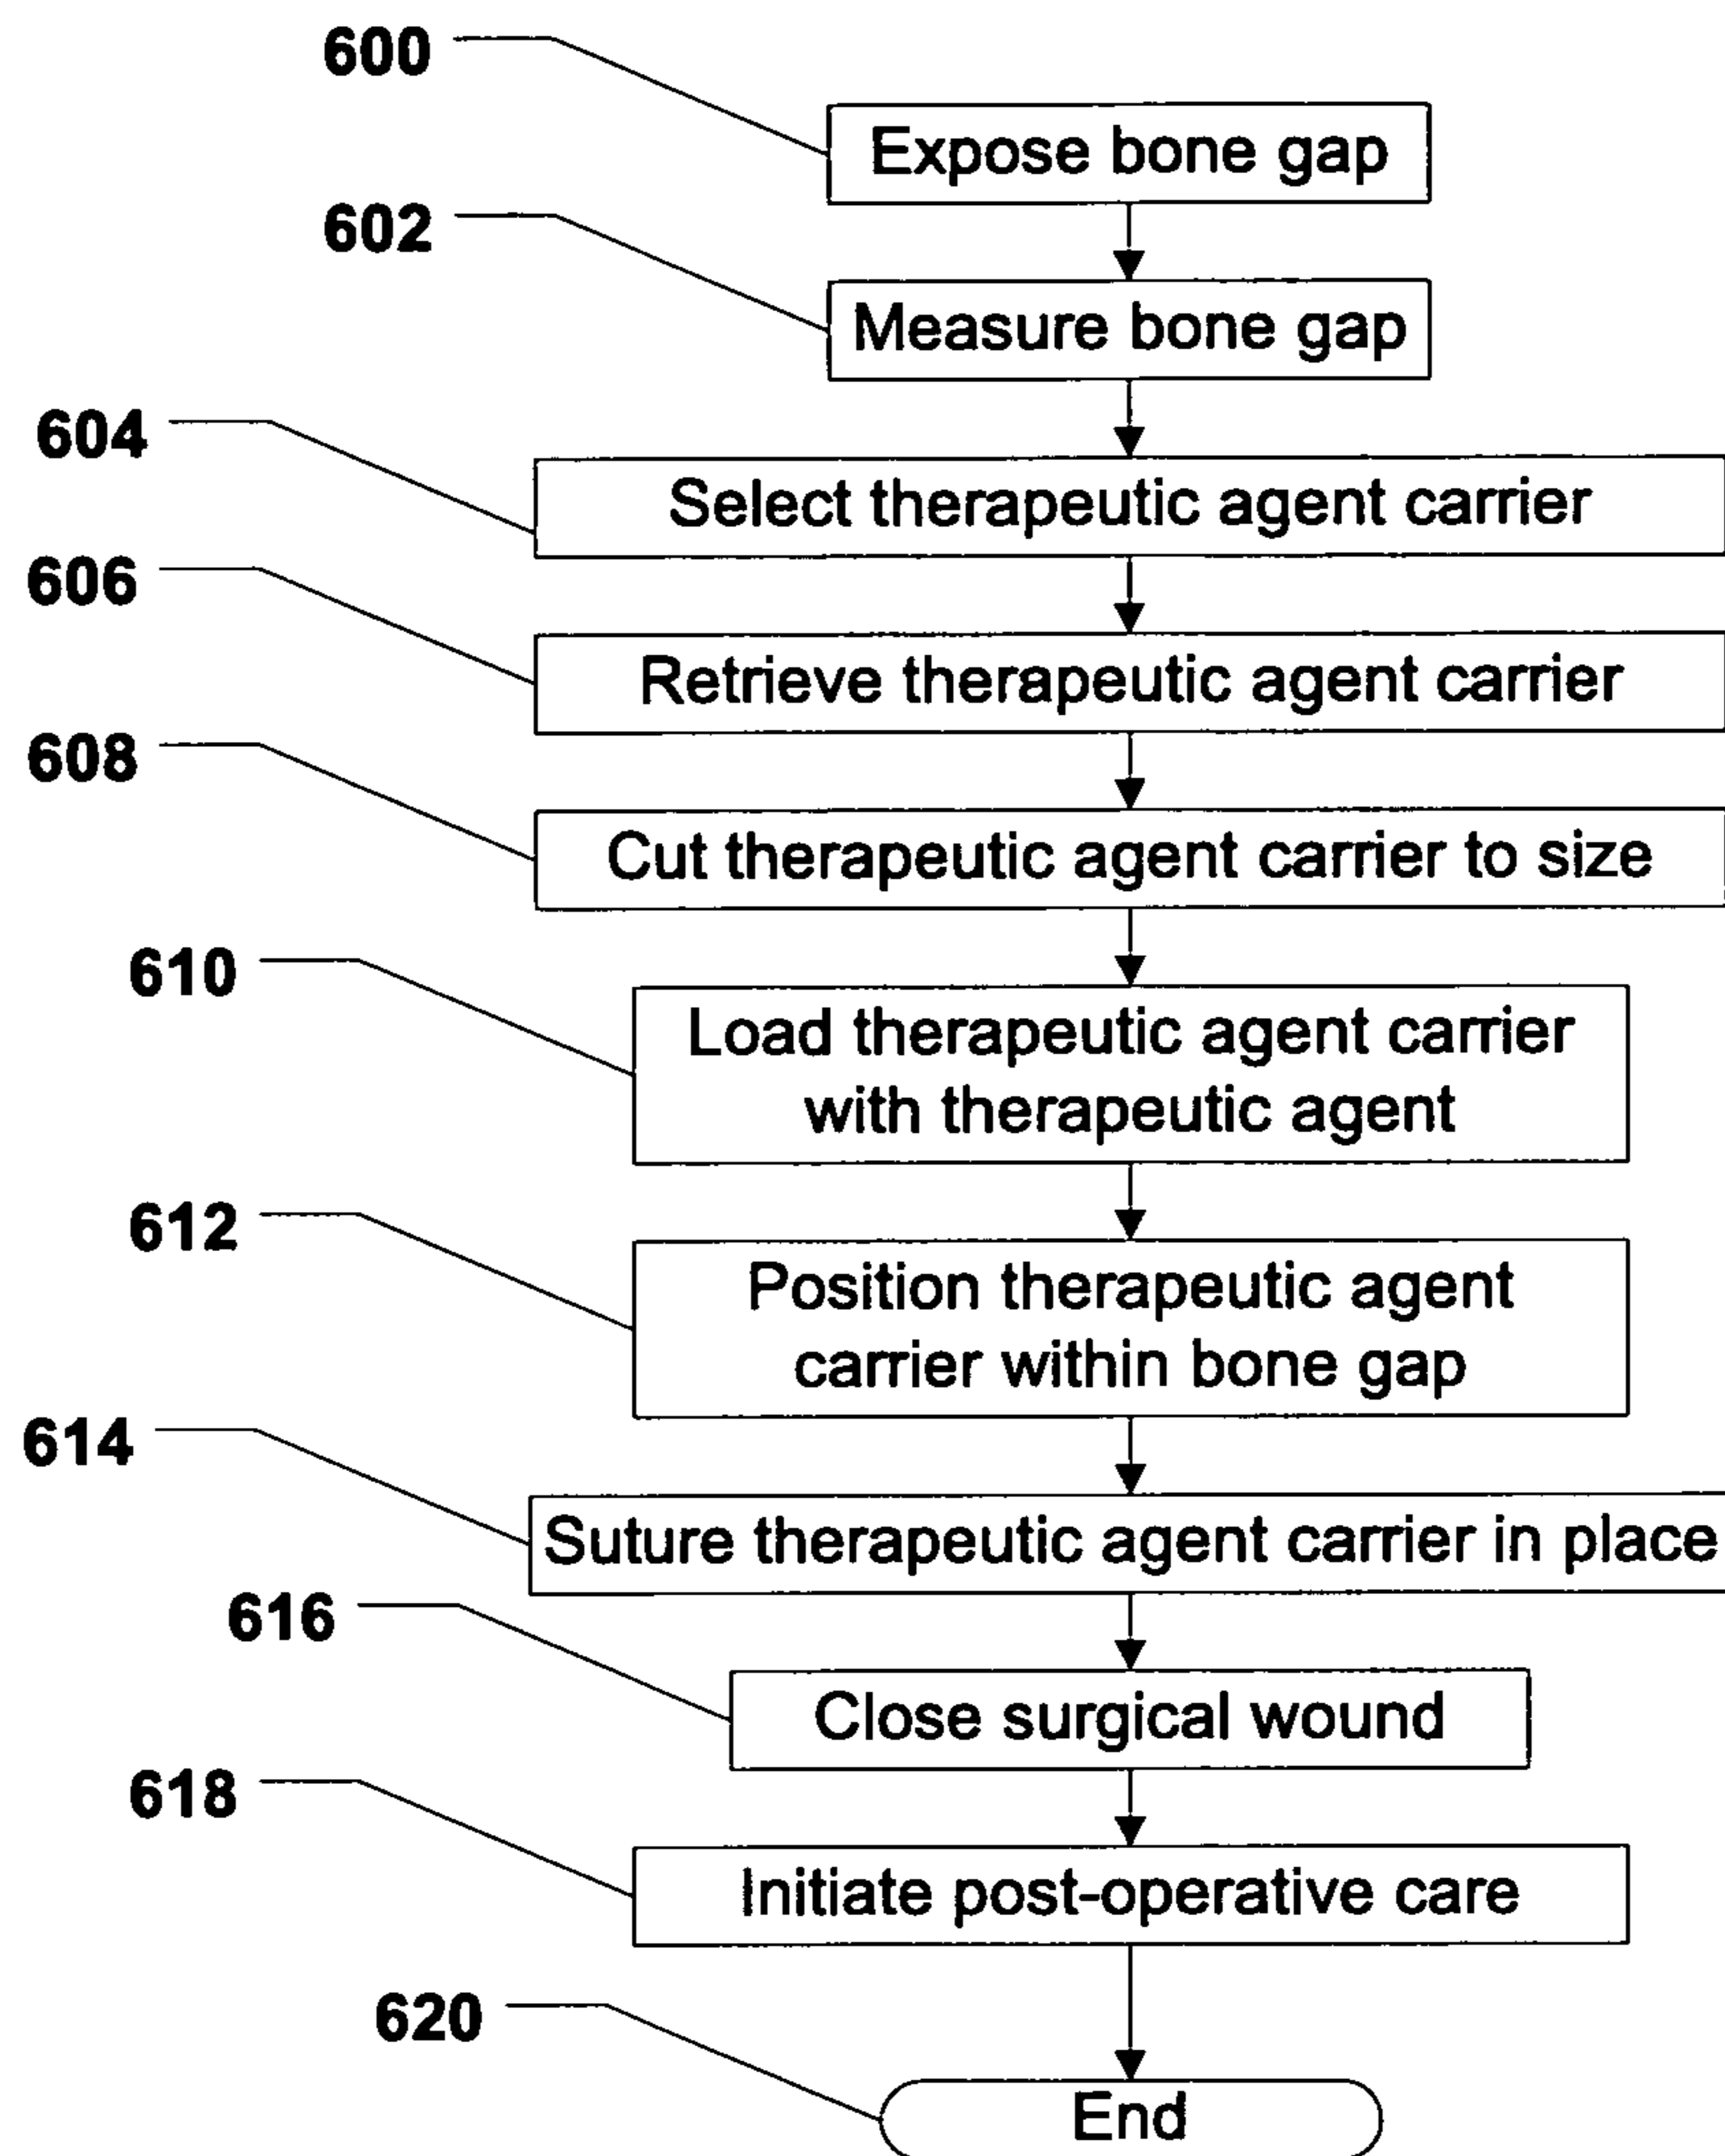 600
Expose bone gap
602
Measure bone gap
604
Select therapeutic agent carrier
606
Retrieve therapeutic agent carrier
608
Cut therapeutic agent carrier to size
610
Load therapeutic agent carrier
with therapeutic agent
612
Position therapeutic agent
carrier within bone gap
614
Suture therapeutic agent carrier in place
616
Close surgical wound
618
Initiate post-operative care
620
End